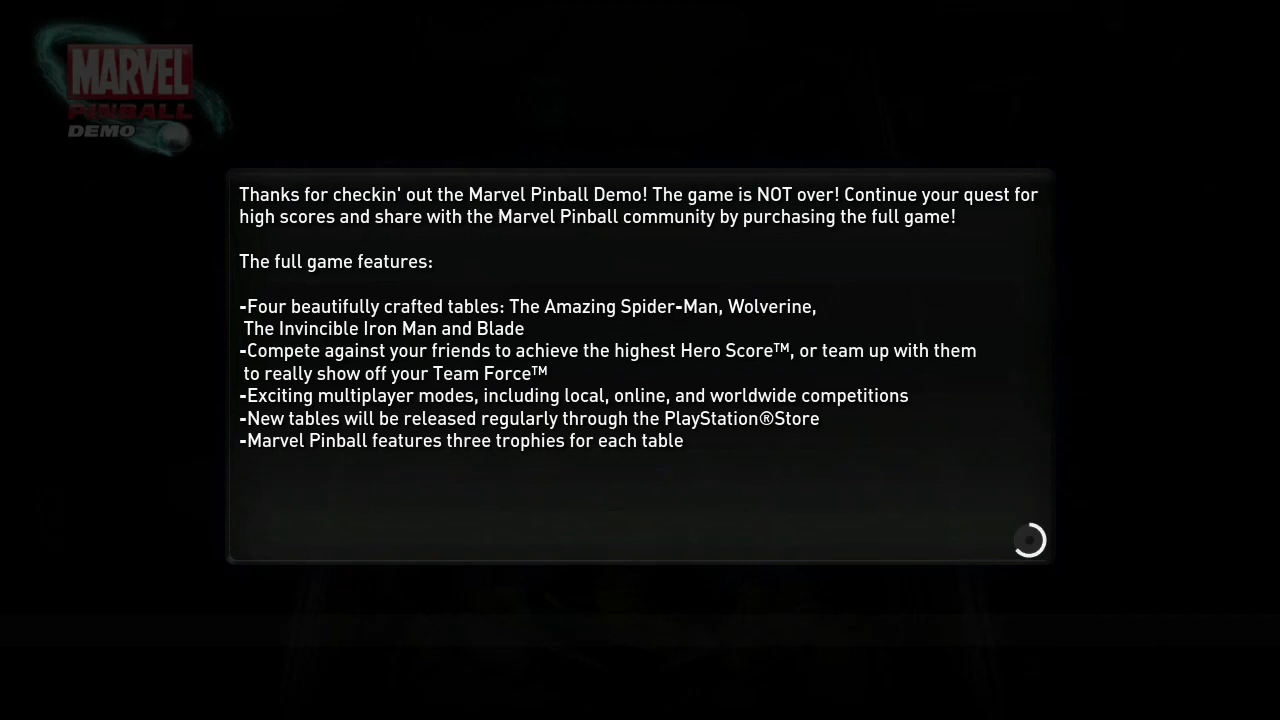 MARVEL
PINBALL
DEMO
Thanks for checkin' out the Marvel Pinball Demo! The game is NOT over! Continue your quest for
high scores and share with the Marvel Pinball community by purchasing the full game!
The full game features:
-Four beautifully crafted tables: The Amazing Spider-Man, Wolverine,
The Invincible Iron Man and Blade
-Compete against your friends to achieve the highest Hero Score™, or team up with them
to really show off your Team Force™
-Exciting multiplayer modes, including local, online, and worldwide competitions
-New tables will be released regularly through the PlayStation®Store
-Marvel Pinball features three trophies for each table